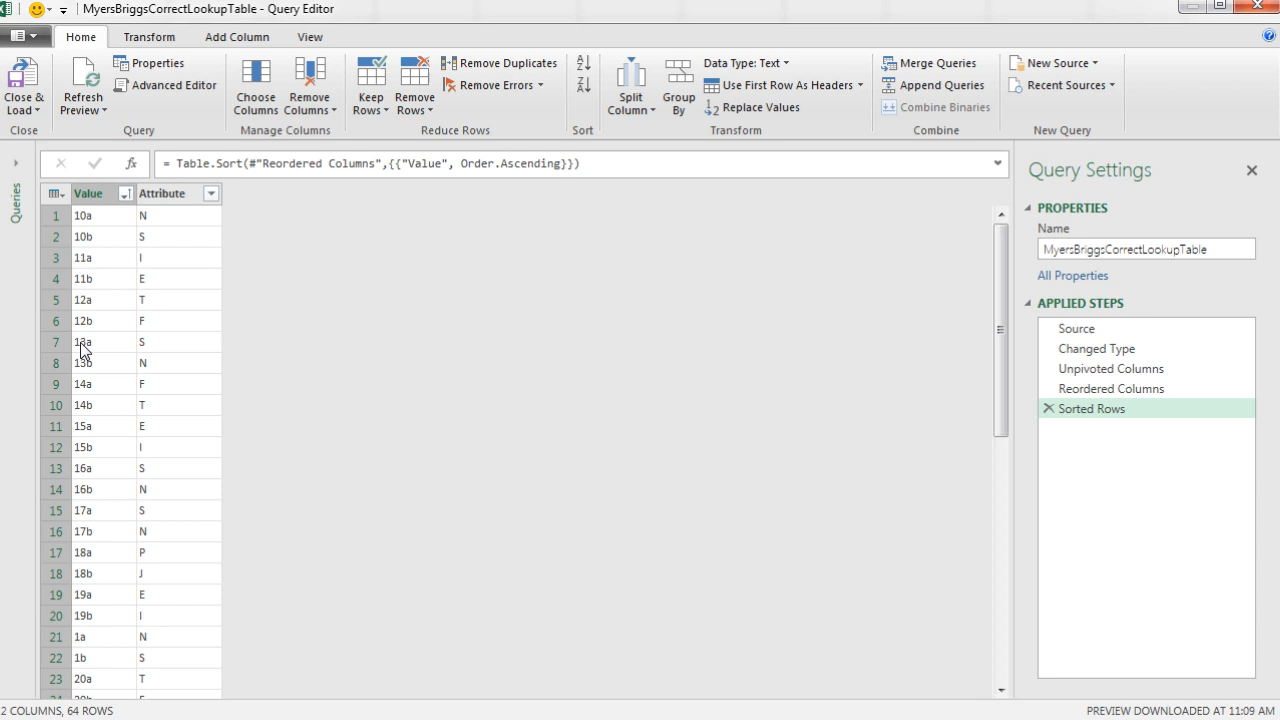 MyersBriggsCorrectLookupTable - Query Editor
Home Transform Add Column View
Close & Load
Close
Refresh Preview
Properties
Advanced Editor
Query
Choose Columns
Remove Columns
Manage Columns
Keep Rows
Remove Rows
Remove Duplicates
Remove Errors
Reduce Rows
Sort
Split Column
Group By
Data Type: Text
Use First Row As Headers
Replace Values
Transform
Merge Queries
Append Queries
Combine Binaries
Combine
New Source
Recent Sources
New Query
= Table.Sort(#"Reordered Columns",{{"Value", Order.Ascending}})
Queries
Value Attribute
1 10a N
2 10b S
3 11a I
4 11b E
5 12a T
6 12b F
7 13a S
8 13b N
9 14a F
10 14b T
11 15a E
12 15b I
13 16a S
14 16b N
15 17a S
16 17b N
17 18a P
18 18b J
19 19a E
20 19b I
21 1a N
22 1b S
23 20a T
Query Settings
PROPERTIES
Name
MyersBriggsCorrectLookupTable
All Properties
APPLIED STEPS
Source
Changed Type
Unpivoted Columns
Reordered Columns
Sorted Rows
2 COLUMNS, 64 ROWS
PREVIEW DOWNLOADED AT 11:09 AM